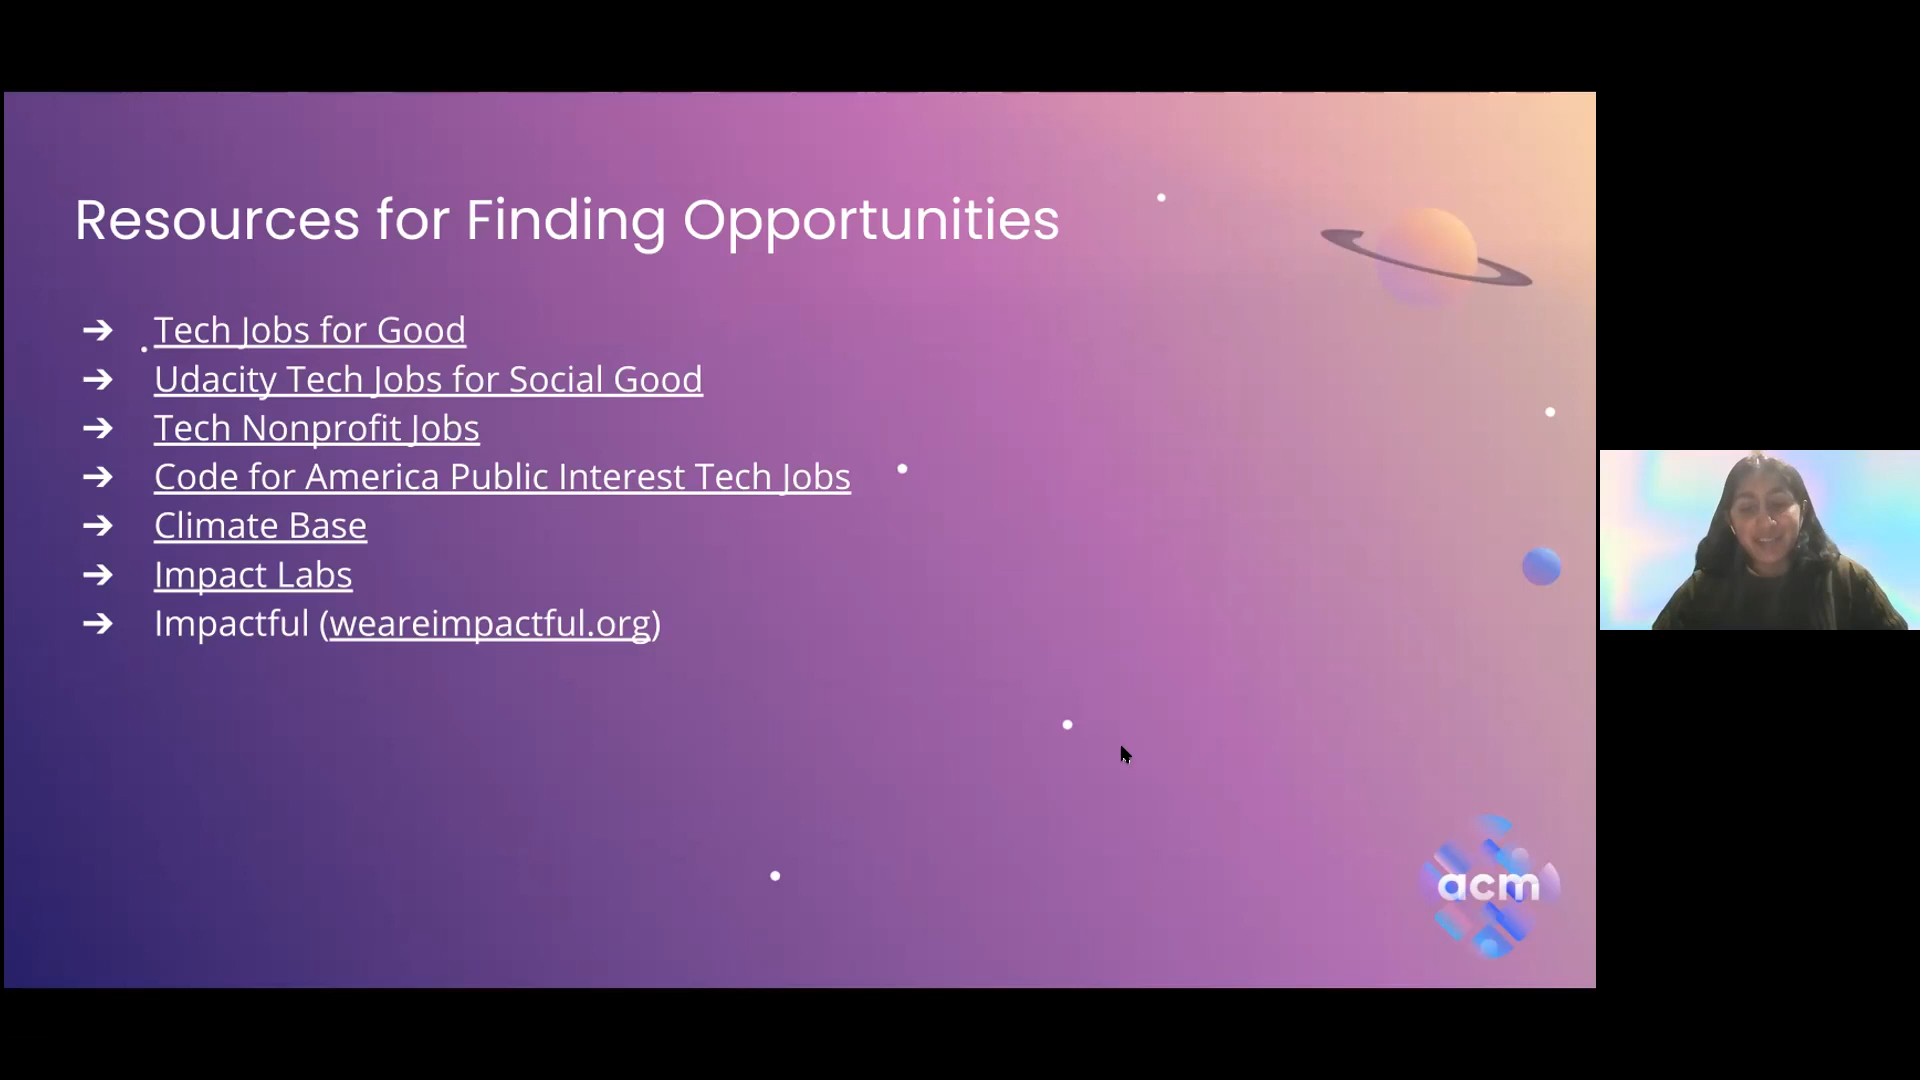 Resources for Finding Opportunities
➔ Tech Jobs for Good
➔ Udacity Tech Jobs for Social Good
➔ Tech Nonprofit Jobs
➔ Code for America Public Interest Tech Jobs
➔ Climate Base
➔ Impact Labs
➔ Impactful (weareimpactful.org)
acm